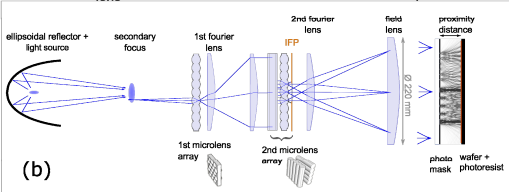 ellipsoidal reflector +
light source
secondary
focus
1st fourier
lens
IFP
2nd fourier
lens
field
lens
proximity
distance
Ø 220 mm
1st microlens
array
2nd microlens
array
photo
mask
wafer +
photoresist
(b)